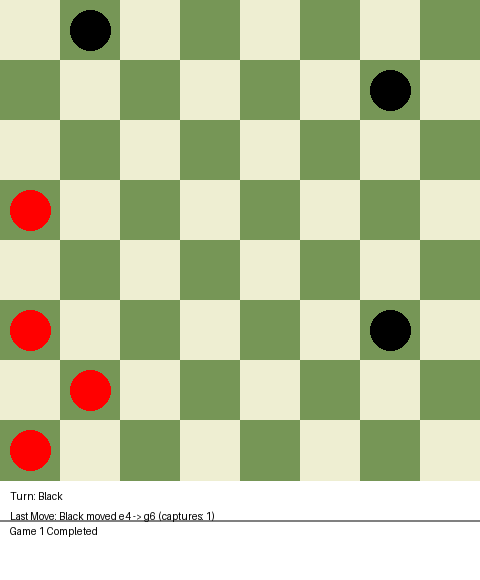 Turn: Black
Last Move: Black moved e4 -> g6 (captures: 1)
Game 1 Completed